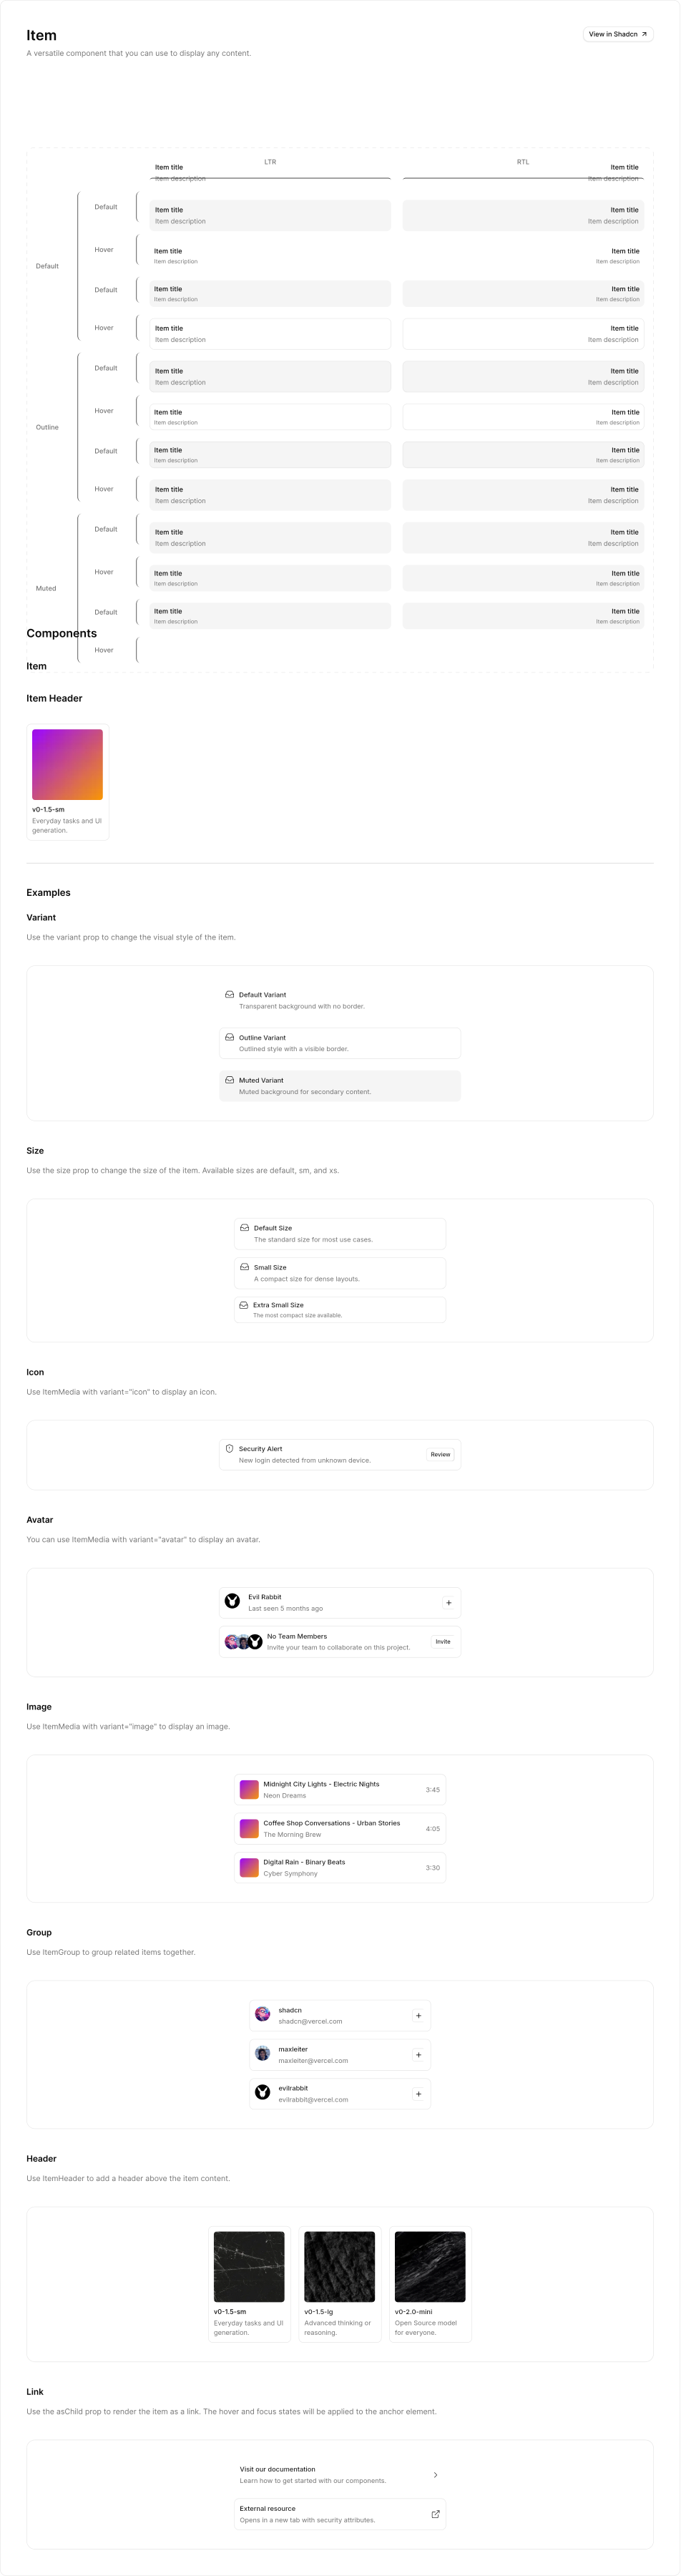 Item
View in Shadcn
A versatile component that you can use to display any content.
LTR
RTL
Item title
Item title
Item description
Item description
Default
Item title
Item title
Item description
Item description
Hover
Item title
Item title
Item description
Item description
Default
Default
Item title
Item title
Item description
Item description
Hover
Item title
Item title
Item description
Item description
Default
Item title
Item title
Item description
Item description
Hover
Item title
Item title
Item description
Item description
Outline
Default
Item title
Item title
Item description
Item description
Hover
Item title
Item title
Item description
Item description
Default
Item title
Item title
Item description
Item description
Hover
Item title
Item title
Item description
Item description
Muted
Default
Item title
Item title
Item description
Item description
Components
Hover
Item
Item Header
v0-1.5-sm
Everyday tasks and UI
generation.
Examples
Variant
Use the variant prop to change the visual style of the item.
Default Variant
Transparent background with no border.
Outline Variant
Outlined style with a visible border.
Muted Variant
Muted background for secondary content.
Size
Use the size prop to change the size of the item. Available sizes are default, sm, and xs.
Default Size
The standard size for most use cases.
Small Size
A compact size for dense layouts.
Extra Small Size
The most compact size available.
Icon
Use ItemMedia with variant="icon" to display an icon.
Security Alert
New login detected from unknown device.
Review
Avatar
You can use ItemMedia with variant="avatar" to display an avatar.
Evil Rabbit
Last seen 5 months ago
No Team Members
Invite your team to collaborate on this project.
Invite
Image
Use ItemMedia with variant="image" to display an image.
Midnight City Lights - Electric Nights
Neon Dreams
3:45
Coffee Shop Conversations - Urban Stories
The Morning Brew
4:05
Digital Rain - Binary Beats
Cyber Symphony
3:30
Group
Use ItemGroup to group related items together.
shadcn
shadcn@vercel.com
maxleiter
maxleiter@vercel.com
evilrabbit
evilrabbit@vercel.com
Header
Use ItemHeader to add a header above the item content.
v0-1.5-sm
Everyday tasks and UI
generation.
v0-1.5-lg
Advanced thinking or
reasoning.
v0-2.0-mini
Open Source model
for everyone.
Link
Use the asChild prop to render the item as a link. The hover and focus states will be applied to the anchor element.
Visit our documentation
Learn how to get started with our components.
External resource
Opens in a new tab with security attributes.